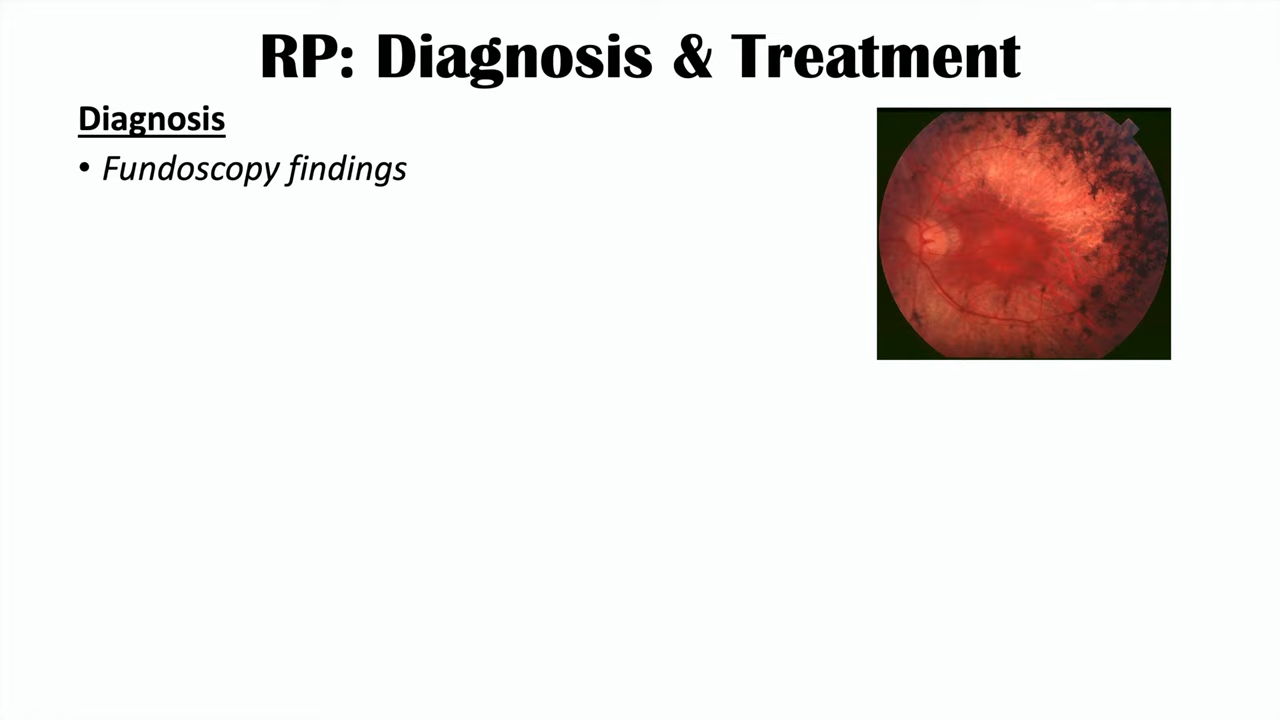 RP: Diagnosis & Treatment
Diagnosis
• Fundoscopy findings